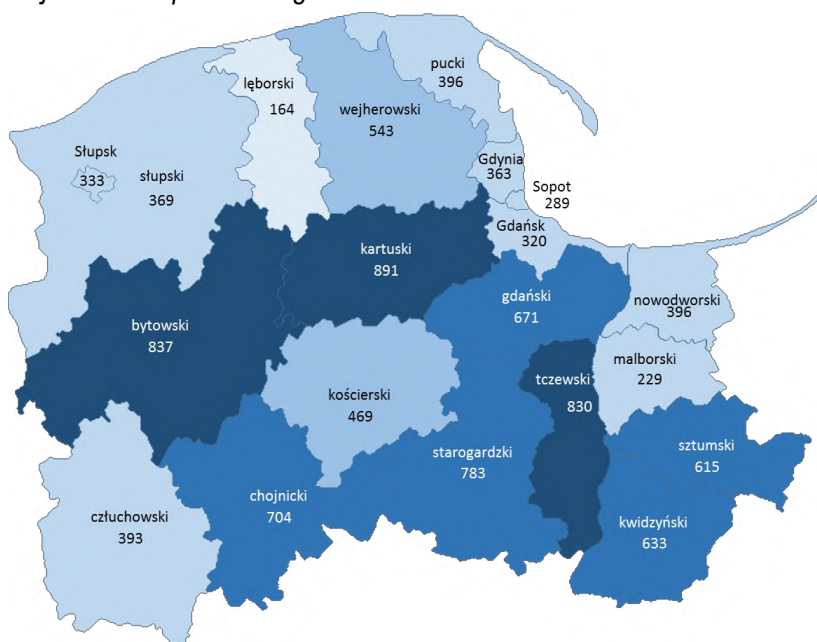 pucki
396
lęborski
164
wejherowski
543
Słupsk
333
słupski
369
Gdynia
363
Sopot
289
Gdańsk
320
kartuski
891
gdański
671
nowodworski
396
bytowski
837
malborski
229
tczewski
830
kościerski
469
sztumski
615
starogardzki
783
chojnicki
704
człuchowski
393
kwidzyński
633